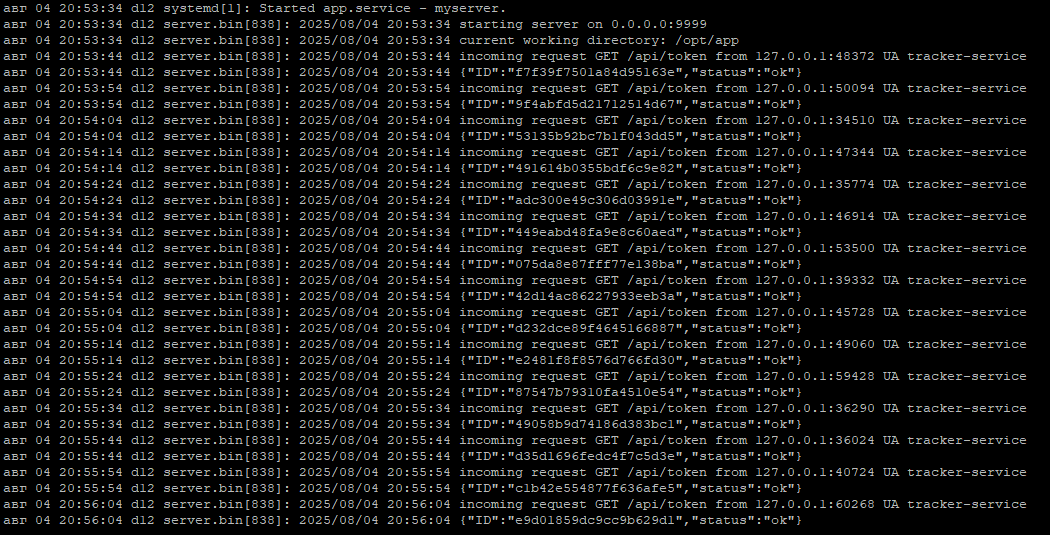 авг 04 20:53:34 d12 systemd[1]: Started app.service - myserver.
авг 04 20:53:34 d12 server.bin[838]: 2025/08/04 20:53:34 starting server on 0.0.0.0:9999
авг 04 20:53:34 d12 server.bin[838]: 2025/08/04 20:53:34 current working directory: /opt/app
авг 04 20:53:44 d12 server.bin[838]: 2025/08/04 20:53:44 incoming request GET /api/token from 127.0.0.1:48372 UA tracker-service
авг 04 20:53:44 d12 server.bin[838]: 2025/08/04 20:53:44 {"ID":"f7f39f7501a84d95163e","status":"ok"}
авг 04 20:53:54 d12 server.bin[838]: 2025/08/04 20:53:54 incoming request GET /api/token from 127.0.0.1:50094 UA tracker-service
авг 04 20:53:54 d12 server.bin[838]: 2025/08/04 20:53:54 {"ID":"9f4abfd5d21712514d67","status":"ok"}
авг 04 20:54:04 d12 server.bin[838]: 2025/08/04 20:54:04 incoming request GET /api/token from 127.0.0.1:34510 UA tracker-service
авг 04 20:54:04 d12 server.bin[838]: 2025/08/04 20:54:04 {"ID":"53135b92bc7b1f043dd5","status":"ok"}
авг 04 20:54:14 d12 server.bin[838]: 2025/08/04 20:54:14 incoming request GET /api/token from 127.0.0.1:47344 UA tracker-service
авг 04 20:54:14 d12 server.bin[838]: 2025/08/04 20:54:14 {"ID":"491614b0355bdf6c9e82","status":"ok"}
авг 04 20:54:24 d12 server.bin[838]: 2025/08/04 20:54:24 incoming request GET /api/token from 127.0.0.1:35774 UA tracker-service
авг 04 20:54:24 d12 server.bin[838]: 2025/08/04 20:54:24 {"ID":"adc300e49c306d03991e","status":"ok"}
авг 04 20:54:34 d12 server.bin[838]: 2025/08/04 20:54:34 incoming request GET /api/token from 127.0.0.1:46914 UA tracker-service
авг 04 20:54:34 d12 server.bin[838]: 2025/08/04 20:54:34 {"ID":"449eabd48fa9e8c60aed","status":"ok"}
авг 04 20:54:44 d12 server.bin[838]: 2025/08/04 20:54:44 incoming request GET /api/token from 127.0.0.1:53500 UA tracker-service
авг 04 20:54:44 d12 server.bin[838]: 2025/08/04 20:54:44 {"ID":"075da8e87fff77e138ba","status":"ok"}
авг 04 20:54:54 d12 server.bin[838]: 2025/08/04 20:54:54 incoming request GET /api/token from 127.0.0.1:39332 UA tracker-service
авг 04 20:54:54 d12 server.bin[838]: 2025/08/04 20:54:54 {"ID":"42d14ac86227933eeb3a","status":"ok"}
авг 04 20:55:04 d12 server.bin[838]: 2025/08/04 20:55:04 incoming request GET /api/token from 127.0.0.1:45728 UA tracker-service
авг 04 20:55:04 d12 server.bin[838]: 2025/08/04 20:55:04 {"ID":"d232dce89f4645166887","status":"ok"}
авг 04 20:55:14 d12 server.bin[838]: 2025/08/04 20:55:14 incoming request GET /api/token from 127.0.0.1:49060 UA tracker-service
авг 04 20:55:14 d12 server.bin[838]: 2025/08/04 20:55:14 {"ID":"e2481f8f8576d766fd30","status":"ok"}
авг 04 20:55:24 d12 server.bin[838]: 2025/08/04 20:55:24 incoming request GET /api/token from 127.0.0.1:59428 UA tracker-service
авг 04 20:55:24 d12 server.bin[838]: 2025/08/04 20:55:24 {"ID":"87547b79310fa4510e54","status":"ok"}
авг 04 20:55:34 d12 server.bin[838]: 2025/08/04 20:55:34 incoming request GET /api/token from 127.0.0.1:36290 UA tracker-service
авг 04 20:55:34 d12 server.bin[838]: 2025/08/04 20:55:34 {"ID":"49058b9d74186d383bc1","status":"ok"}
авг 04 20:55:44 d12 server.bin[838]: 2025/08/04 20:55:44 incoming request GET /api/token from 127.0.0.1:36024 UA tracker-service
авг 04 20:55:44 d12 server.bin[838]: 2025/08/04 20:55:44 {"ID":"d35d1696fedc4f7c5d3e","status":"ok"}
авг 04 20:55:54 d12 server.bin[838]: 2025/08/04 20:55:54 incoming request GET /api/token from 127.0.0.1:40724 UA tracker-service
авг 04 20:55:54 d12 server.bin[838]: 2025/08/04 20:55:54 {"ID":"c1b42e554877f636afe5","status":"ok"}
авг 04 20:56:04 d12 server.bin[838]: 2025/08/04 20:56:04 incoming request GET /api/token from 127.0.0.1:60268 UA tracker-service
авг 04 20:56:04 d12 server.bin[838]: 2025/08/04 20:56:04 {"ID":"e9d01859dc9cc9b629d1","status":"ok"}